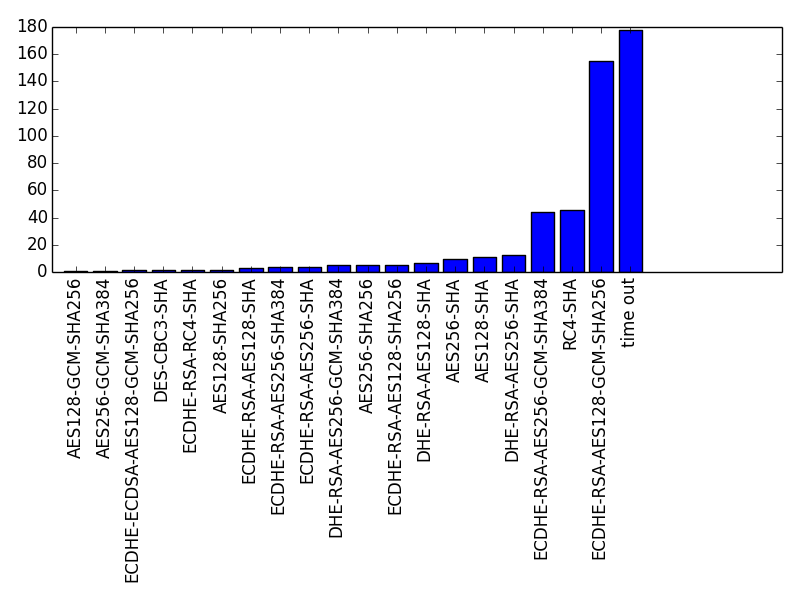 180
160
140
120
100
80
60
40
20
0
AES128-GCM-SHA256
AES256-GCM-SHA384
ECDHE-ECDSA-AES128-GCM-SHA256
DES-CBC3-SHA
ECDHE-RSA-RC4-SHA
AES128-SHA256
ECDHE-RSA-AES128-SHA
ECDHE-RSA-AES256-SHA384
ECDHE-RSA-AES256-SHA
DHE-RSA-AES256-GCM-SHA384
AES256-SHA256
ECDHE-RSA-AES128-SHA256
DHE-RSA-AES128-SHA
AES256-SHA
AES128-SHA
DHE-RSA-AES256-SHA
ECDHE-RSA-AES256-GCM-SHA384
RC4-SHA
ECDHE-RSA-AES128-GCM-SHA256
time out